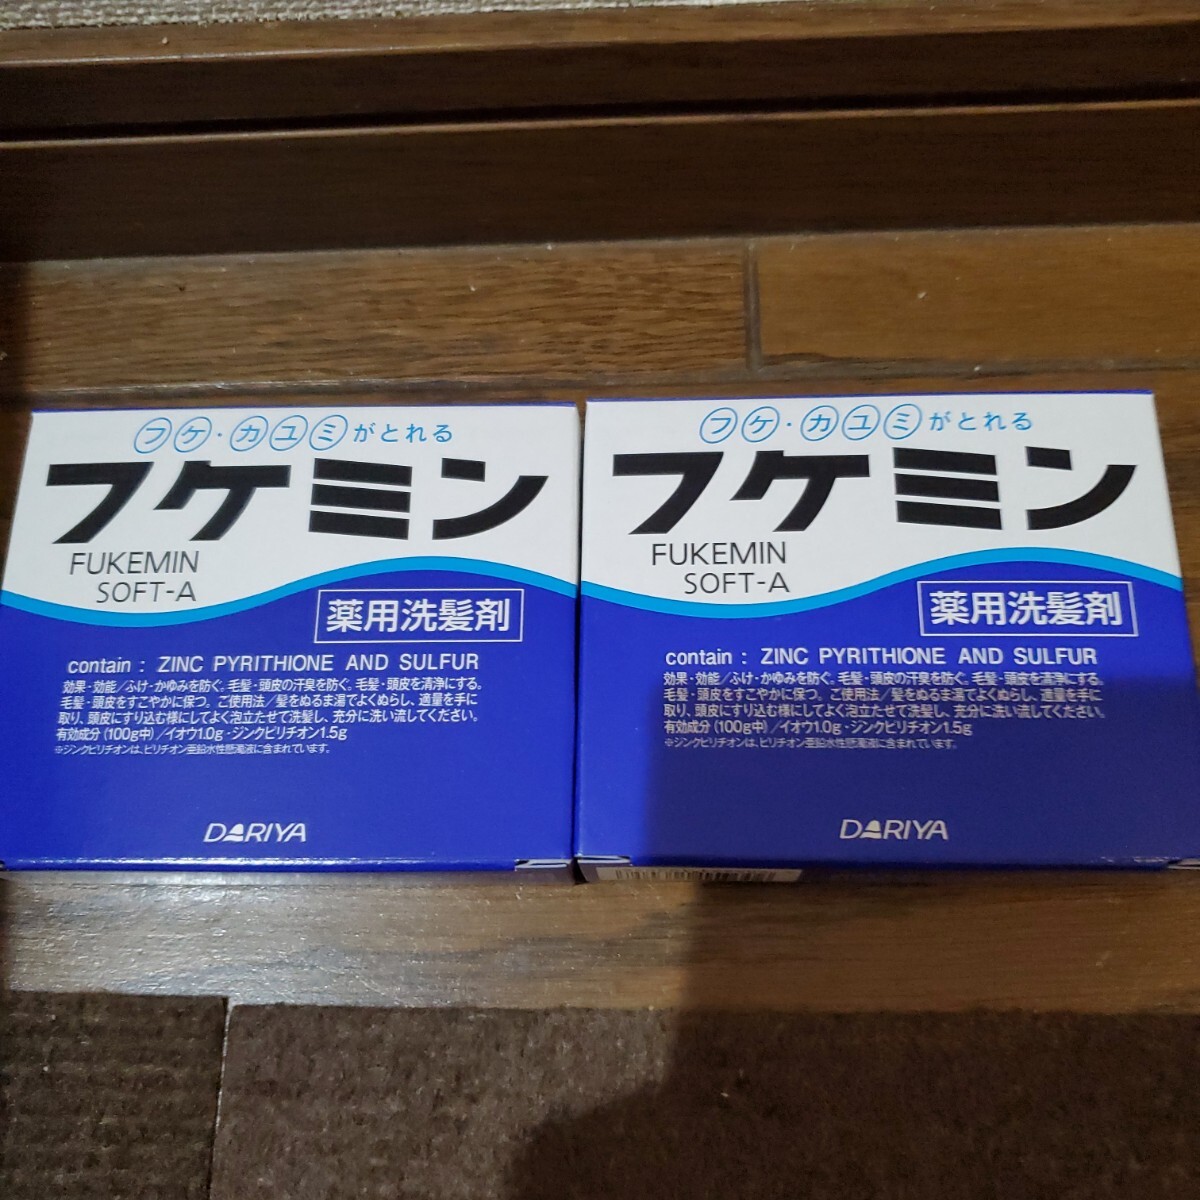 フケ・カユミがとれる
フケミン
FUKEMIN
SOFT-A
薬用洗髪剤
contain : ZINC PYRITHIONE AND SULFUR
効果・効能／ふけ・かゆみを防ぐ。毛髪・頭皮の汗臭を防ぐ。毛髪・頭皮を清浄にする。
毛髪・頭皮をすこやかに保つ。ご使用法／髪をぬるま湯でよくぬらし、適量を手に
取り、頭皮にすり込む様にしてよく泡立たせて洗髪し、充分に洗い流してください。
有効成分(100g中)／イオウ1.0g・ジンクピリチオン1.5g
※ジンクピリチオンは、ピリチオン亜鉛水性懸濁液に含まれています。
DARIYA
フケ・カユミがとれる
フケミン
FUKEMIN
SOFT-A
薬用洗髪剤
contain : ZINC PYRITHIONE AND SULFUR
効果・効能／ふけ・かゆみを防ぐ。毛髪・頭皮の汗臭を防ぐ。毛髪・頭皮を清浄にする。
毛髪・頭皮をすこやかに保つ。ご使用法／髪をぬるま湯でよくぬらし、適量を手に
取り、頭皮にすり込む様にしてよく泡立たせて洗髪し、充分に洗い流してください。
有効成分(100g中)／イオウ1.0g・ジンクピリチオン1.5g
※ジンクピリチオンは、ピリチオン亜鉛水性懸濁液に含まれています。
DARIYA